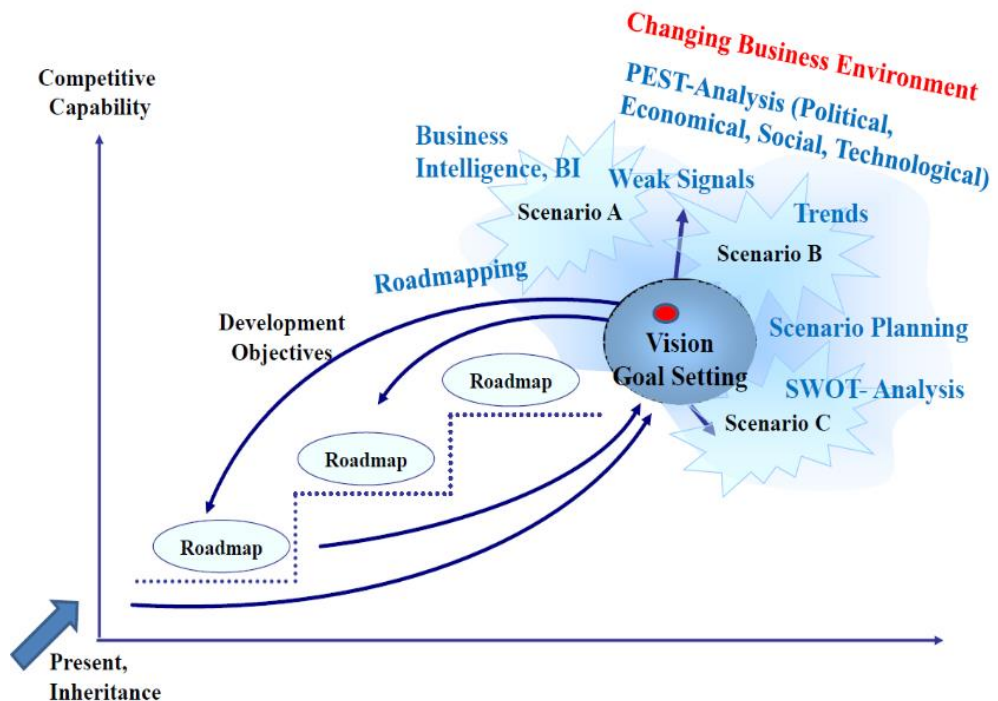 Changing Business Environment
PEST-Analysis (Political,
Economical, Social, Technological)
Competitive
Capability
Business
Intelligence, BI
Weak Signals
Scenario A
Trends
Scenario B
Roadmapping
Development
Objectives
Scenario Planning
Vision
Goal Setting
SWOT- Analysis
Scenario C
Roadmap
Roadmap
Roadmap
Present,
Inheritance